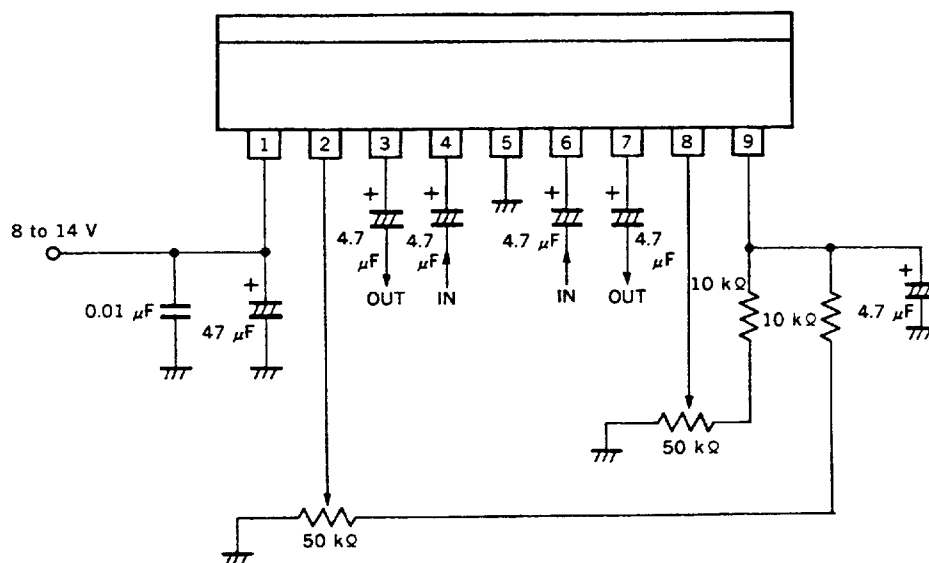 1 2 3 4 5 6 7 8 9
8 to 14 V
+ + + + + +
4.7 μF
4.7 μF
4.7 μF
4.7 μF
OUT IN IN OUT
0.01 μF
+
47 μF
10 kΩ
10 kΩ
4.7 μF
50 kΩ
50 kΩ